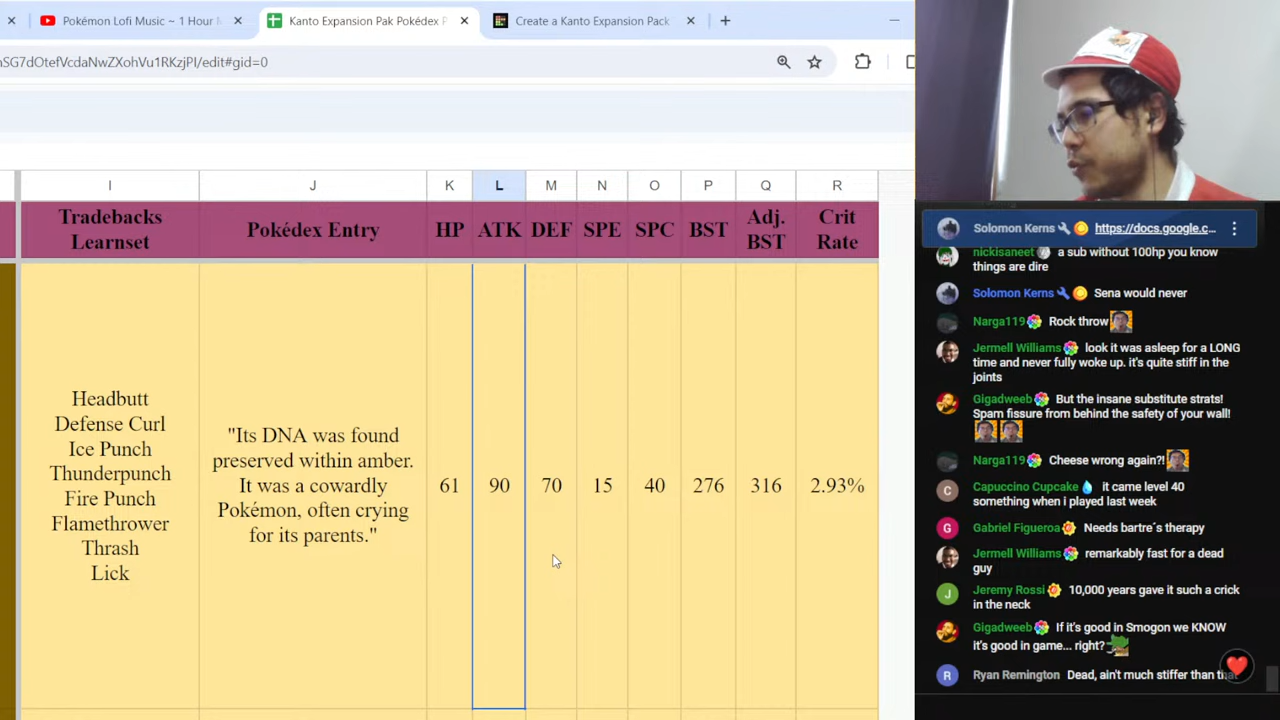 Pokémon Lofi Music ~ 1 Hour
Kanto Expansion Pak Pokédex
Create a Kanto Expansion Pack
nSG7dOtefVcdaNwZXohVu1RKzjPI/edit#gid=0
I J K L M N O P Q R
Tradebacks
Learnset
Pokédex Entry
HP
ATK
DEF
SPE
SPC
BST
Adj.
BST
Crit
Rate
Headbutt
Defense Curl
Ice Punch
Thunderpunch
Fire Punch
Flamethrower
Thrash
Lick
"Its DNA was found
preserved within amber.
It was a cowardly
Pokémon, often crying
for its parents."
61
90
70
15
40
276
316
2.93%
Solomon Kerns https://docs.google.c...
nickisaneet a sub without 100hp you know
things are dire
Solomon Kerns Sena would never
Narga119 Rock throw
Jermell Williams look it was asleep for a LONG
time and never fully woke up. it's quite stiff in the
joints
Gigadweeb But the insane substitute strats!
Spam fissure from behind the safety of your wall!
Narga119 Cheese wrong again?!
C Capuccino Cupcake it came level 40
something when i played last week
Gabriel Figueroa Needs bartre´s therapy
Jermell Williams remarkably fast for a dead
guy
J Jeremy Rossi 10,000 years gave it such a crick
in the neck
Gigadweeb If it's good in Smogon we KNOW
it's good in game... right?
R Ryan Remington Dead, ain't much stiffer than